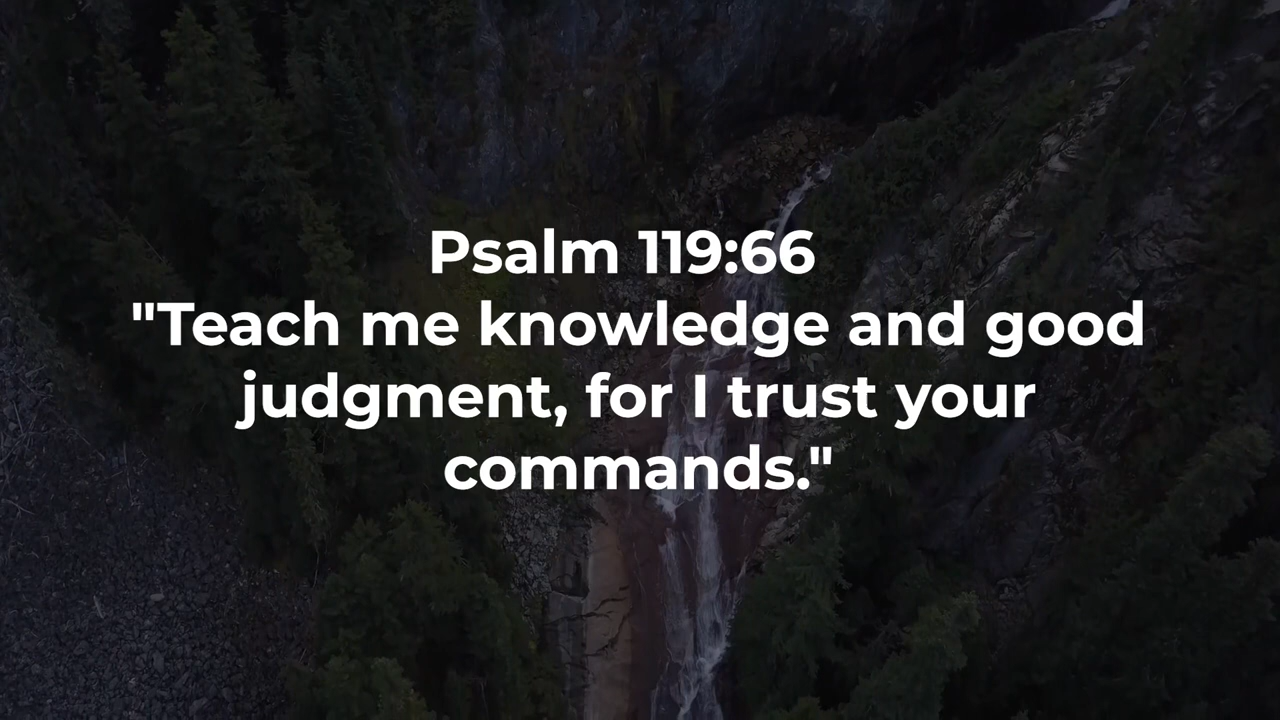 Psalm 119:66
"Teach me knowledge and good
judgment, for I trust your
commands."